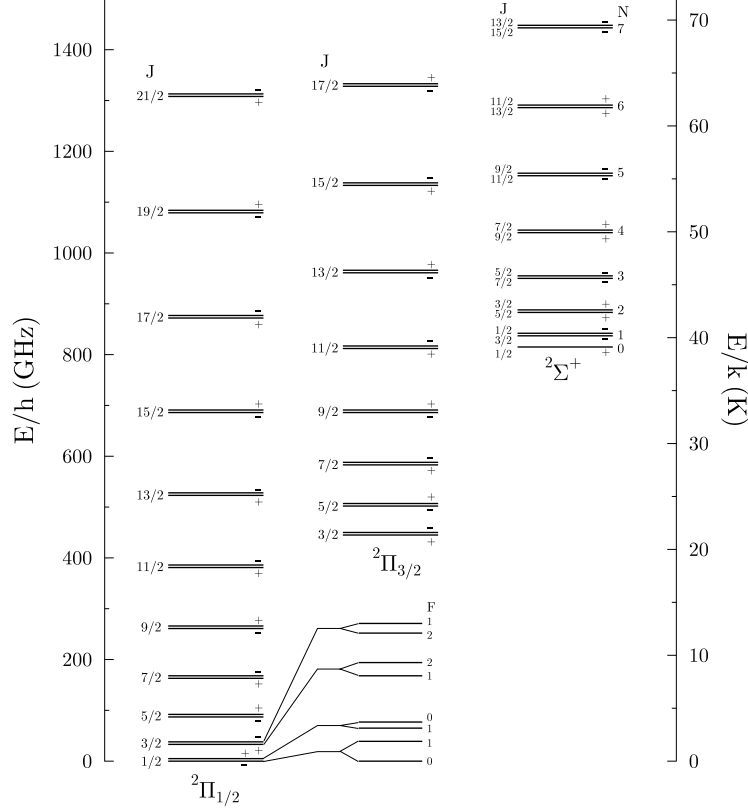 E/h (GHz)
1400
1200
1000
800
600
400
200
0
J
21/2 − +
19/2 + −
17/2 − +
15/2 + −
13/2 − +
11/2 − +
9/2 + −
7/2 − +
5/2 + −
3/2 − +
1/2 + −
²Π₁/₂
J
17/2 + −
15/2 − +
13/2 + −
11/2 − +
9/2 + −
7/2 − +
5/2 + −
3/2 − +
²Π₃/₂
F
1
2
2
1
0
1
1
0
J N
13/2 −
15/2 − 7
11/2 +
13/2 + 6
9/2 −
11/2 − 5
7/2 +
9/2 + 4
5/2 −
7/2 − 3
3/2 +
5/2 + 2
1/2 −
3/2 − 1
1/2 + 0
²Σ⁺
70
60
50
40
30
20
10
0
E/k (K)